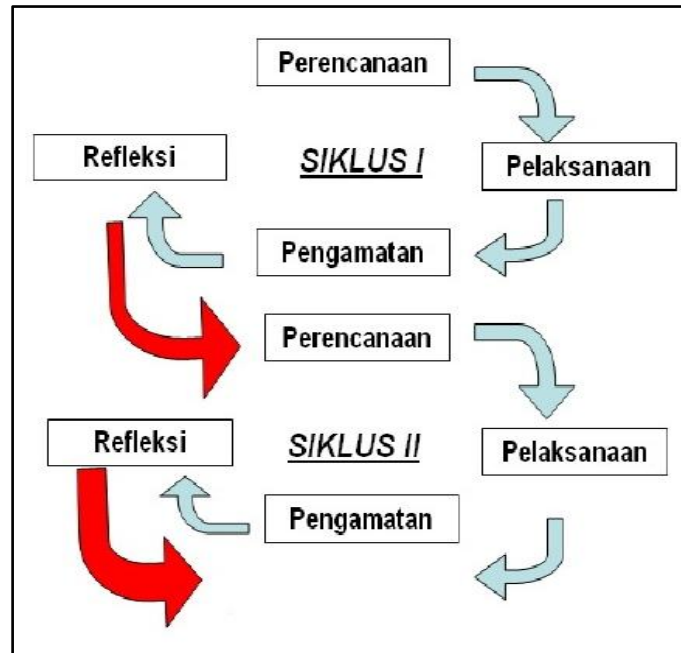 Perencanaan
Refleksi
SIKLUS I
Pelaksanaan
Pengamatan
Perencanaan
Refleksi
SIKLUS II
Pelaksanaan
Pengamatan